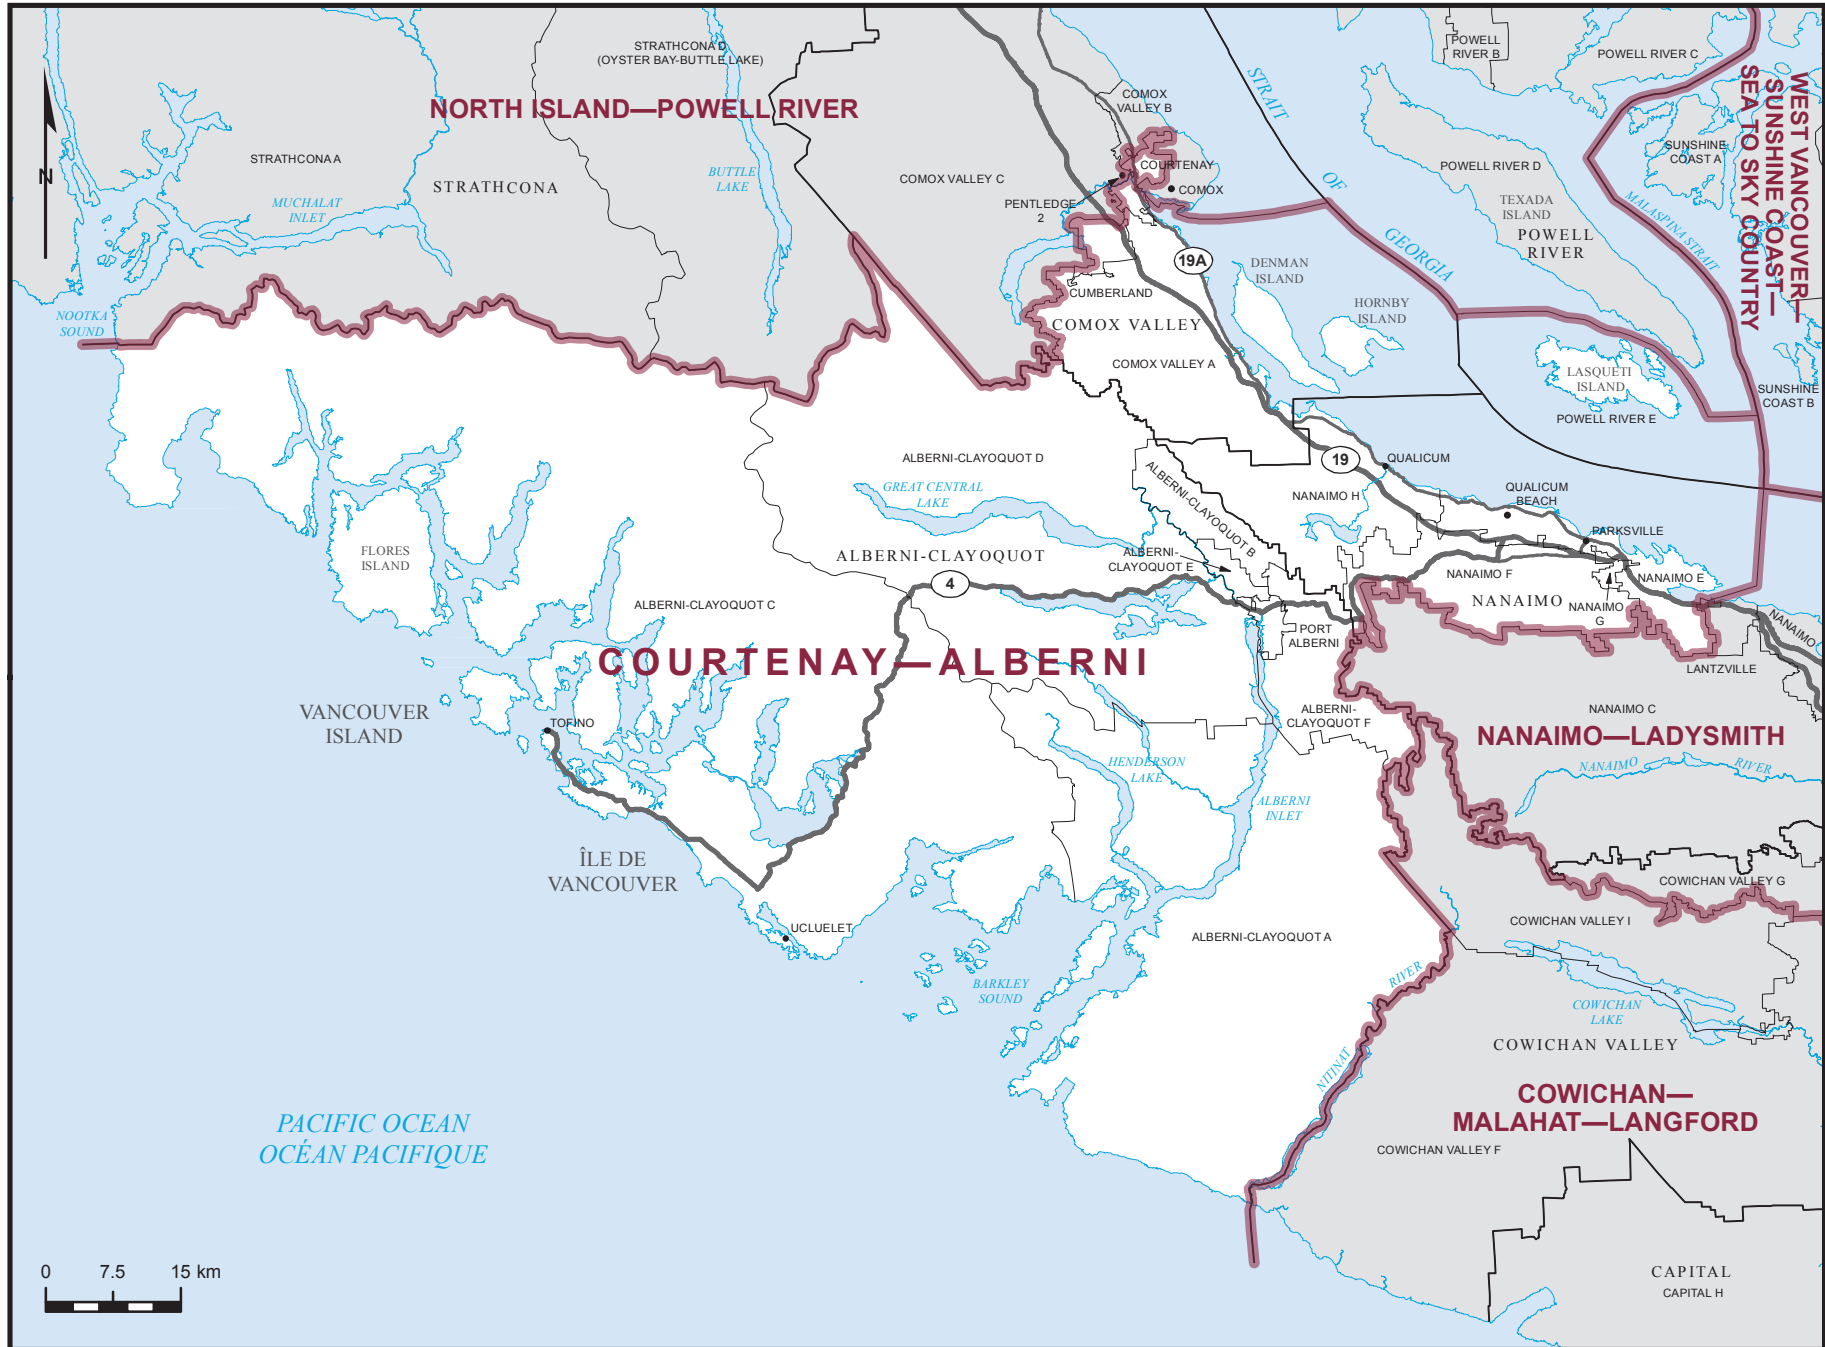 STRATHCONA D
(OYSTER BAY-BUTTLE LAKE)
POWELL
RIVER B
POWELL RIVER C
NORTH ISLAND—POWELL RIVER
COMOX
VALLEY B
STRAIT
OF
GEORGIA
WEST VANCOUVER—
SUNSHINE COAST—
SEA TO SKY COUNTRY
N
STRATHCONA A
STRATHCONA
BUTTLE
LAKE
COMOX VALLEY C
COURTENAY
COMOX
PENTLEDGE
2
POWELL RIVER D
SUNSHINE
COAST A
TEXADA
ISLAND
POWELL
RIVER
MALASPINA STRAIT
MUCHALAT
INLET
NOOTKA
SOUND
19A
DENMAN
ISLAND
HORNBY
ISLAND
CUMBERLAND
COMOX VALLEY
COMOX VALLEY A
LASQUETI
ISLAND
POWELL RIVER E
SUNSHINE
COAST B
ALBERNI-CLAYOQUOT D
GREAT CENTRAL
LAKE
ALBERNI-CLAYOQUOT B
19
QUALICUM
NANAIMO H
QUALICUM
BEACH
PARKSVILLE
FLORES
ISLAND
ALBERNI-CLAYOQUOT
ALBERNI-
CLAYOQUOT E
4
NANAIMO F
NANAIMO E
NANAIMO
NANAIMO
G
NANAIMO
ALBERNI-CLAYOQUOT C
PORT
ALBERNI
COURTENAY—ALBERNI
LANTZVILLE
VANCOUVER
ISLAND
TOFINO
ALBERNI-
CLAYOQUOT F
NANAIMO C
NANAIMO—LADYSMITH
NANAIMO
RIVER
HENDERSON
LAKE
ALBERNI
INLET
ÎLE DE
VANCOUVER
COWICHAN VALLEY G
UCLUELET
ALBERNI-CLAYOQUOT A
COWICHAN VALLEY I
BARKLEY
SOUND
NITINAT
RIVER
COWICHAN
LAKE
COWICHAN VALLEY
COWICHAN—
MALAHAT—LANGFORD
PACIFIC OCEAN
OCÉAN PACIFIQUE
COWICHAN VALLEY F
CAPITAL
CAPITAL H
0 7.5 15 km